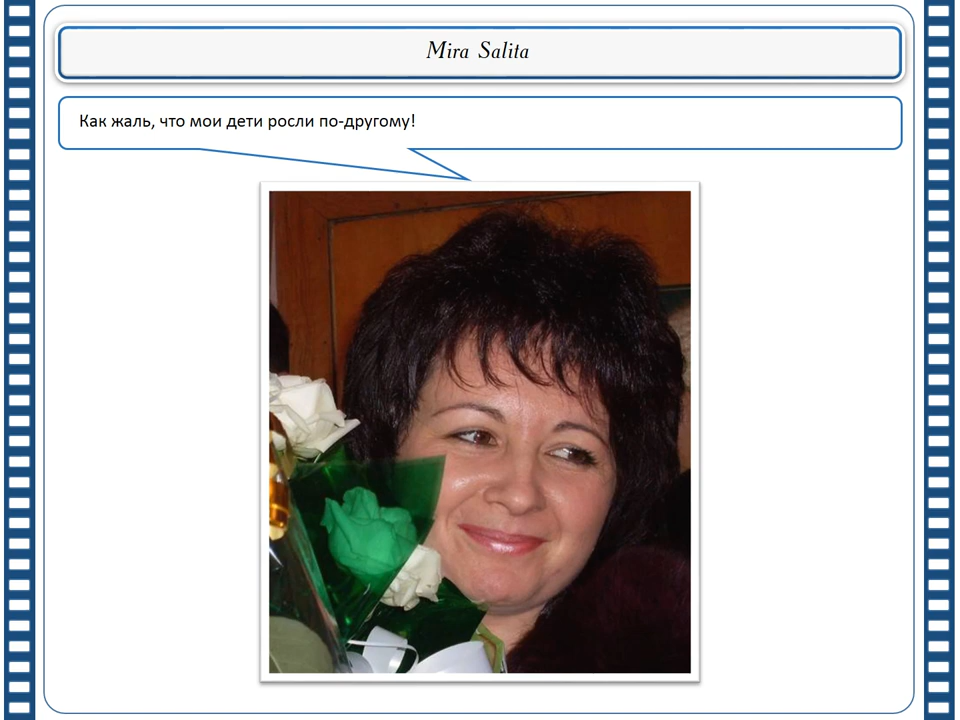 Mira Salita
Как жаль, что мои дети росли по-другому!